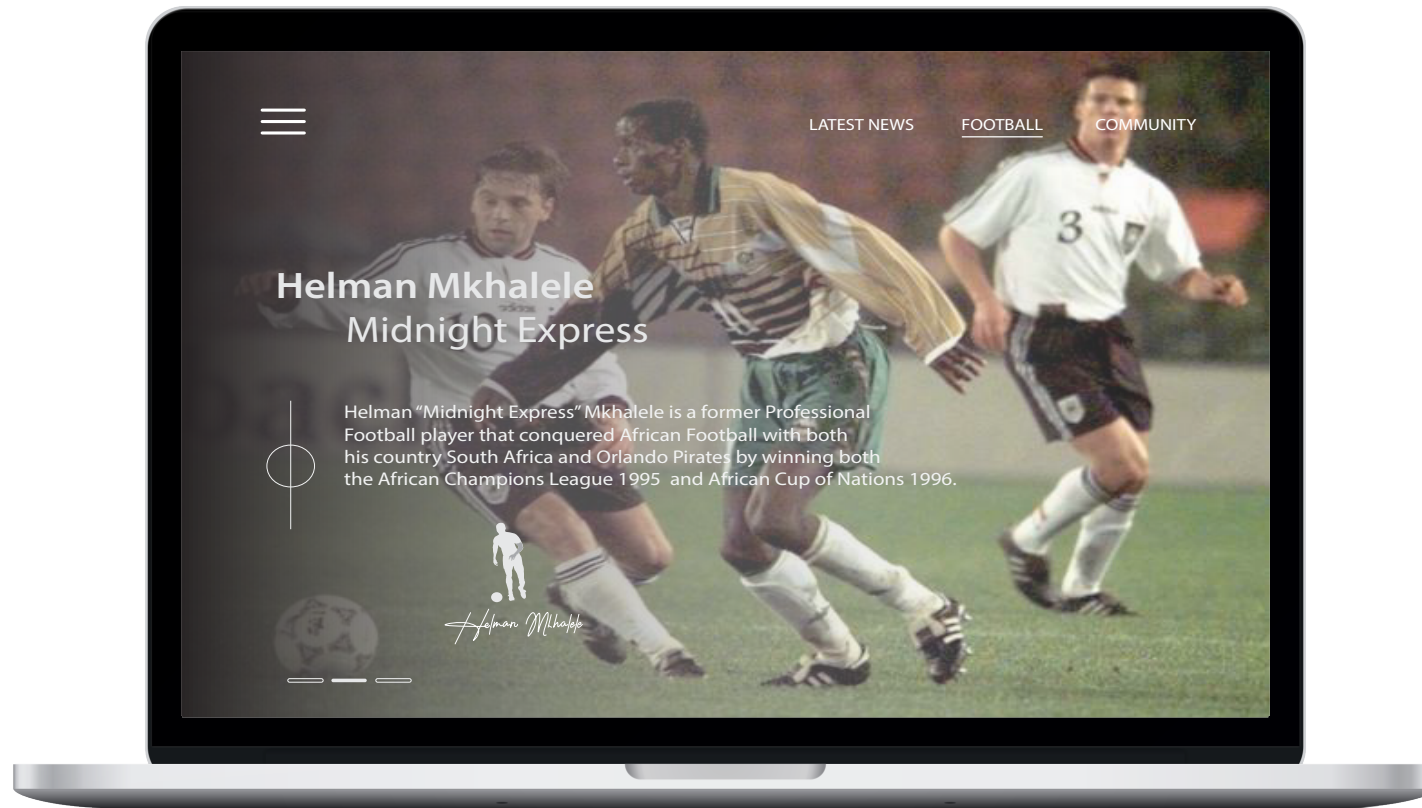 LATEST NEWS FOOTBALL COMMUNITY
3
Helman Mkhalele
Midnight Express
10
Helman “Midnight Express” Mkhalele is a former Professional
Football player that conquered African Football with both
his country South Africa and Orlando Pirates by winning both
the African Champions League 1995  and African Cup of Nations 1996.
Helman Mkhalele